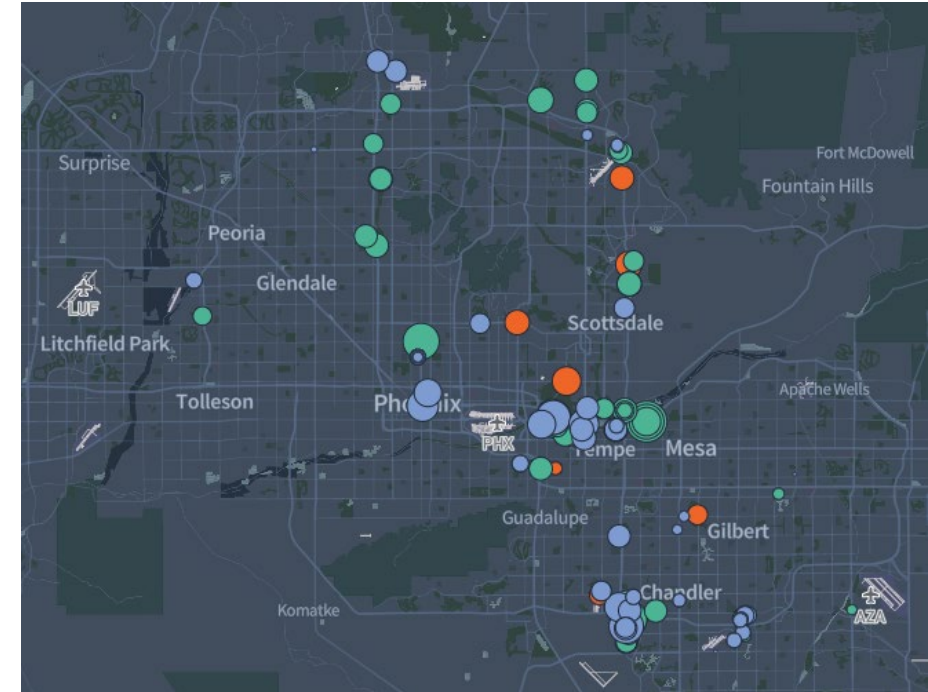 Surprise
Fort McDowell
Fountain Hills
Peoria
Glendale
LUF
Scottsdale
Litchfield Park
Apache Wells
Tolleson
Phoenix
PHX
Tempe
Mesa
Guadalupe
Gilbert
Chandler
Komatke
AZA